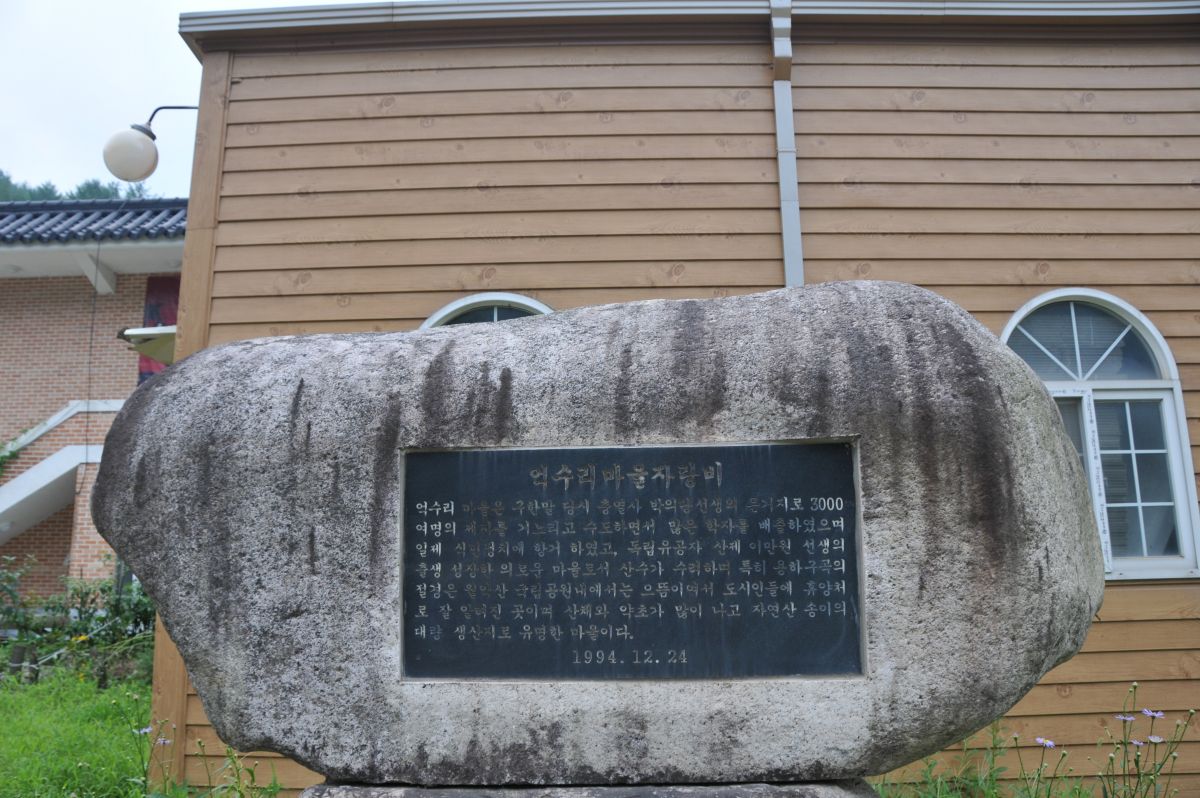 억수리마을자랑비
억수리 마을은 구한말 당시 충열사 박의당선생의 은거지로 3000
여명의 제자를 거느리고 수도하면서 많은 학자를 배출하였으며
일제 식민정치에 항거 하였고, 독립유공자 산제 이만원 선생의
출생 성장한 의로운 마을로서 산수가 수려하며 특히 용하구곡의
절경은 월악산 국립공원내에서는 으뜸이여서 도시인들에 휴양처
로 잘 알려진 곳이며 산채와 약초가 많이 나고 자연산 송이의
대량 생산지로 유명한 마을이다.
1994. 12. 24